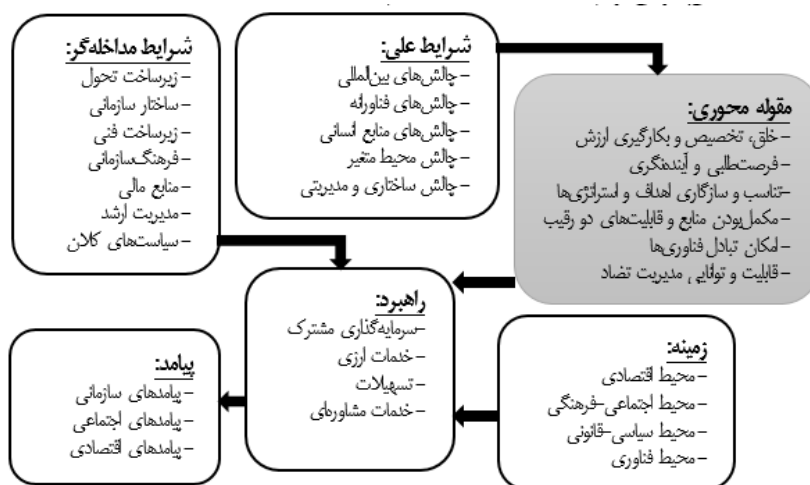 شرایط مداخله‌گر:
- زیرساخت تحول
- ساختار سازمانی
- زیرساخت فنی
- فرهنگ‌سازمانی
- منابع مالی
- مدیریت ارشد
- سیاست‌های کلان
شرایط علی:
- چالش‌های بین‌المللی
- چالش‌های فناورانه
- چالش‌های منابع انسانی
- چالش محیط متغیر
- چالش ساختاری و مدیریتی
مقوله محوری:
-خلق، تخصیص و بکارگیری ارزش
- فرصت‌طلبی و آینده‌نگری
-تناسب و سازگاری اهداف و استراتژی‌ها
- مکمل‌بودن منابع و قابلیت‌های دو رقیب
- امکان تبادل فناوری‌ها
- قابلیت و توانایی مدیریت تضاد
راهبرد:
-سرمایه‌گذاری مشترک
- خدمات ارزی
- تسهیلات
- خدمات مشاوره‌ای
زمینه:
- محیط اقتصادی
- محیط اجتماعی-فرهنگی
- محیط سیاسی-قانونی
- محیط فناوری
پیامد:
- پیامدهای سازمانی
- پیامدهای اجتماعی
- پیامدهای اقتصادی